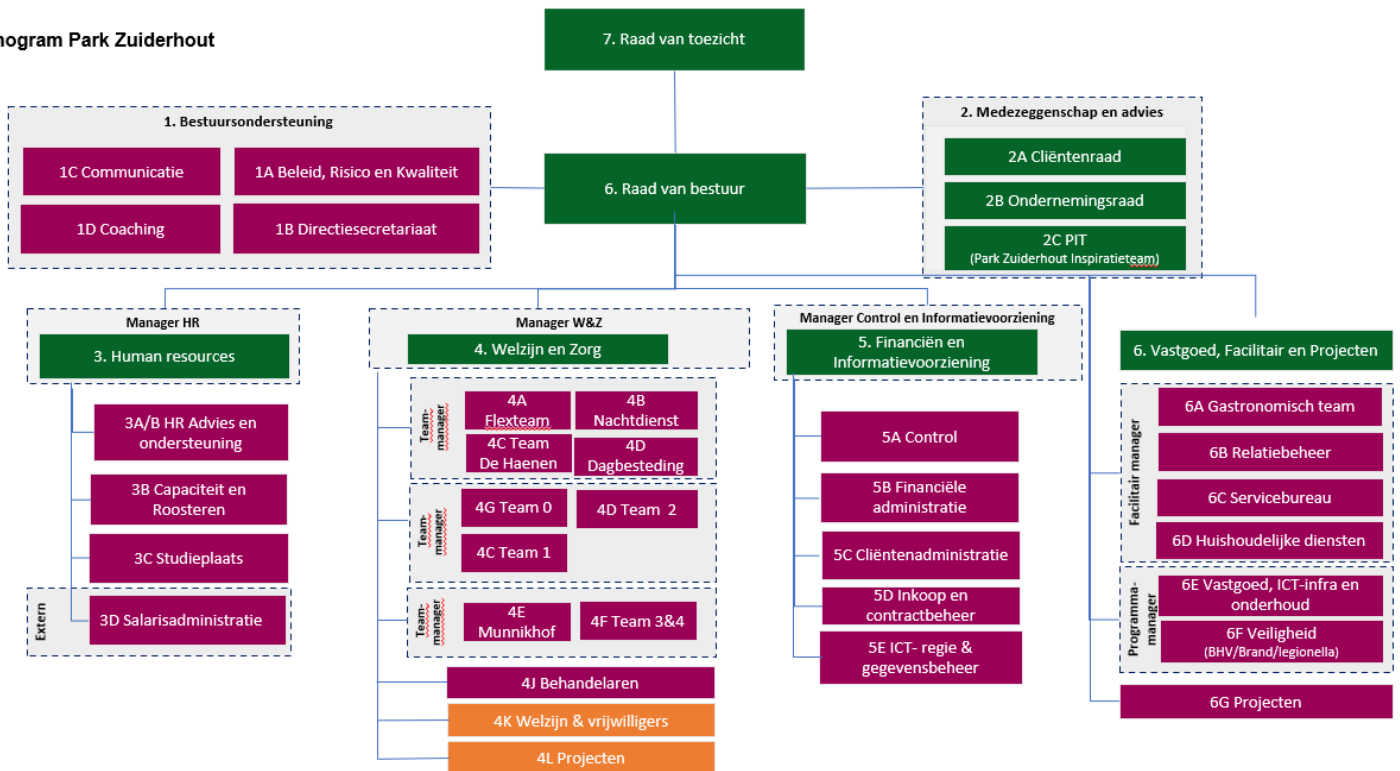 nogram Park Zuiderhout
7. Raad van toezicht
1. Bestuursondersteuning
1C Communicatie
1A Beleid, Risico en Kwaliteit
1D Coaching
1B Directiesecretariaat
6. Raad van bestuur
2. Medezeggenschap en advies
2A Cliëntenraad
2B Ondernemingsraad
2C PIT
(Park Zuiderhout Inspiratieteam)
Manager HR
3. Human resources
3A/B HR Advies en
ondersteuning
3B Capaciteit en
Roosteren
3C Studieplaats
Extern
3D Salarisadministratie
Manager W&Z
4. Welzijn en Zorg
Team-
manager
4A
Flexteam
4B
Nachtdienst
4C Team
De Haenen
4D
Dagbesteding
Team-
manager
4G Team 0
4D Team 2
4C Team 1
Team-
manager
4E
Munnikhof
4F Team 3&4
4J Behandelaren
4K Welzijn & vrijwilligers
4L Projecten
Manager Control en Informatievoorziening
5. Financiën en
Informatievoorziening
5A Control
5B Financiële
administratie
5C Cliëntenadministratie
5D Inkoop en
contractbeheer
5E ICT- regie &
gegevensbeheer
6. Vastgoed, Facilitair en Projecten
Facilitair manager
6A Gastronomisch team
6B Relatiebeheer
6C Servicebureau
6D Huishoudelijke diensten
Programma-
manager
6E Vastgoed, ICT-infra en
onderhoud
6F Veiligheid
(BHV/Brand/legionella)
6G Projecten